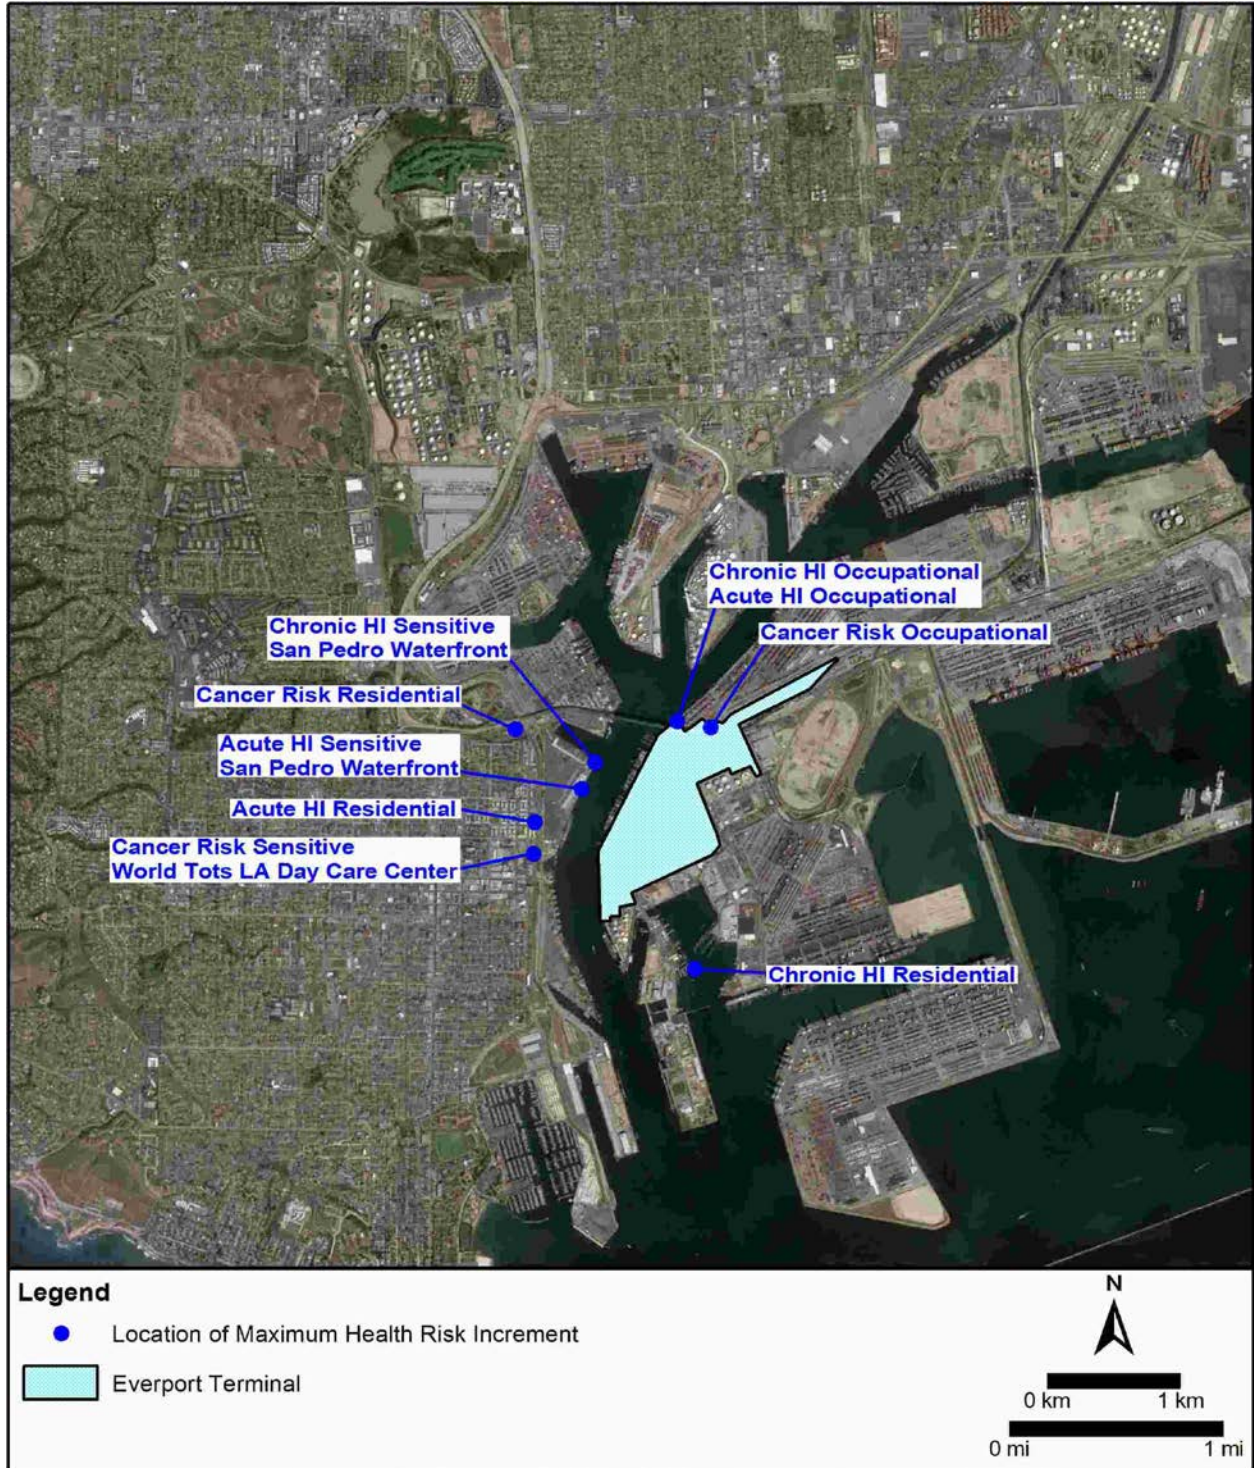 Chronic HI Occupational
Acute HI Occupational
Chronic HI Sensitive
San Pedro Waterfront
Cancer Risk Occupational
Cancer Risk Residential
Acute HI Sensitive
San Pedro Waterfront
Acute HI Residential
Cancer Risk Sensitive
World Tots LA Day Care Center
Chronic HI Residential
Legend
Location of Maximum Health Risk Increment
Everport Terminal
N
0 km 1 km
0 mi 1 mi